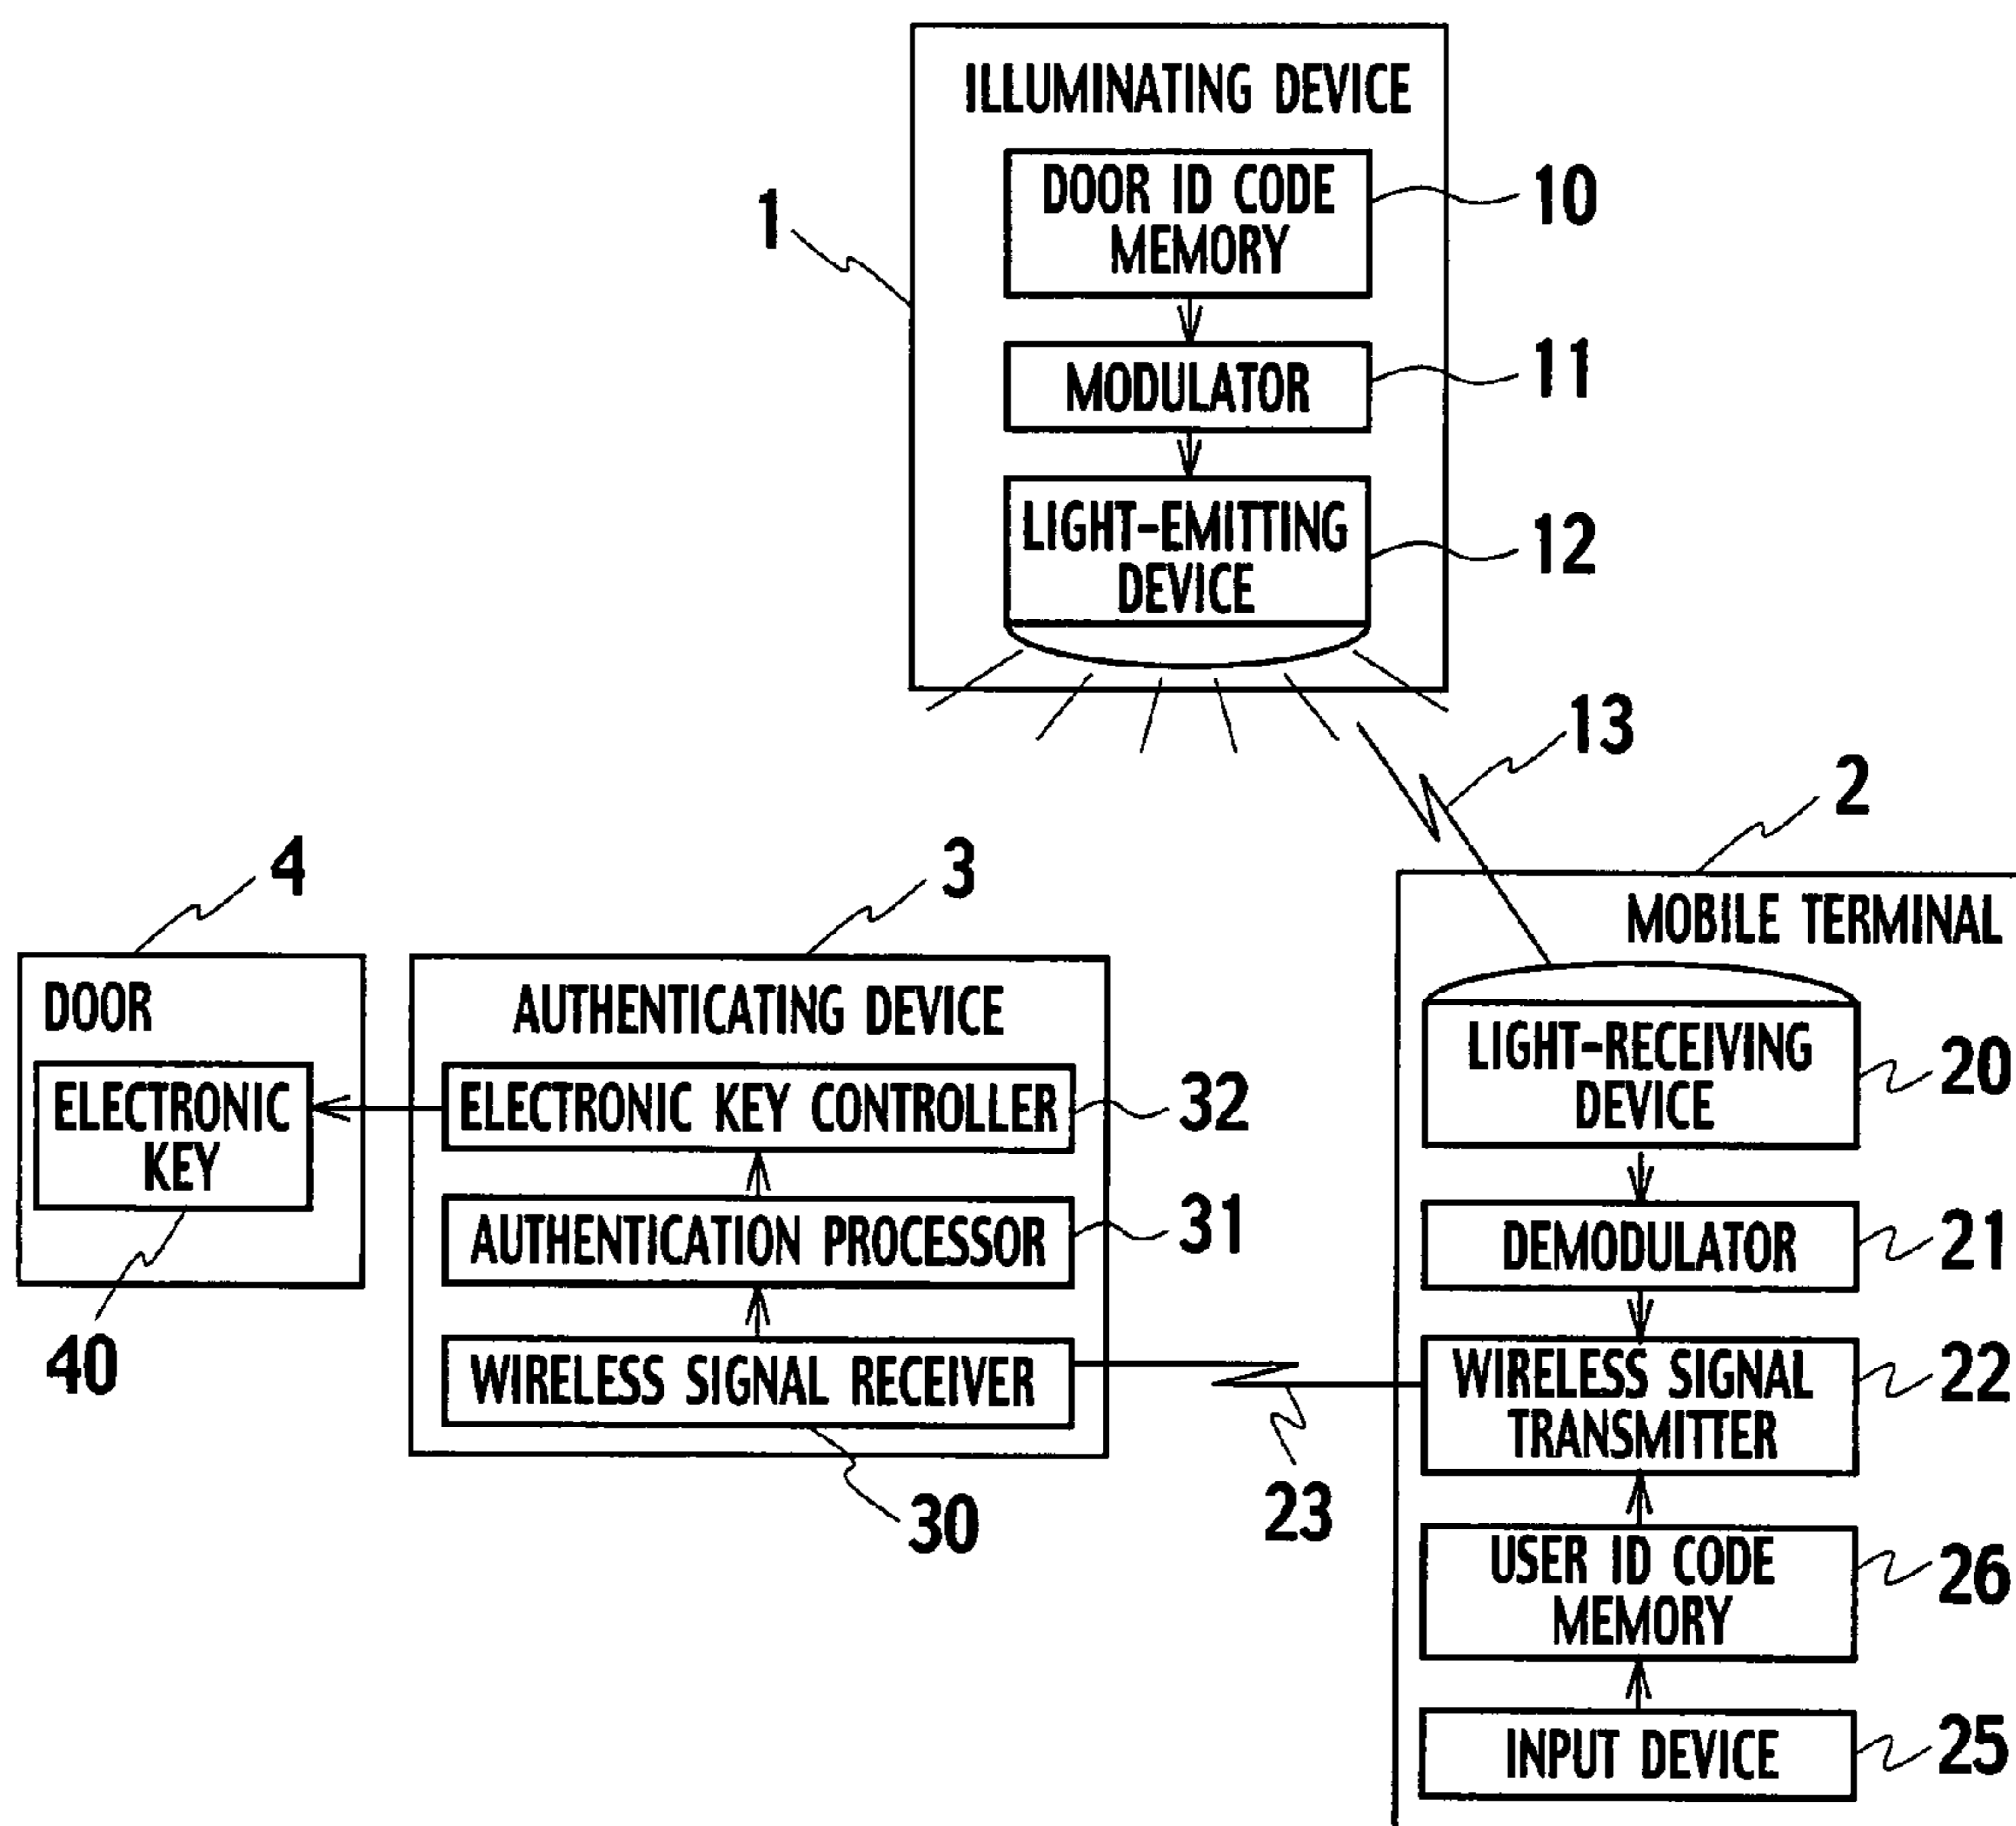 ILLUMINATING DEVICE
DOOR ID CODE
MEMORY
10
1
MODULATOR
11
LIGHT-EMITTING
DEVICE
12
13
2
MOBILE TERMINAL
LIGHT-RECEIVING
DEVICE
20
DEMODULATOR
21
WIRELESS SIGNAL
TRANSMITTER
22
23
USER ID CODE
MEMORY
26
INPUT DEVICE
25
3
AUTHENTICATING DEVICE
ELECTRONIC KEY CONTROLLER
32
AUTHENTICATION PROCESSOR
31
WIRELESS SIGNAL RECEIVER
30
4
DOOR
ELECTRONIC
KEY
40